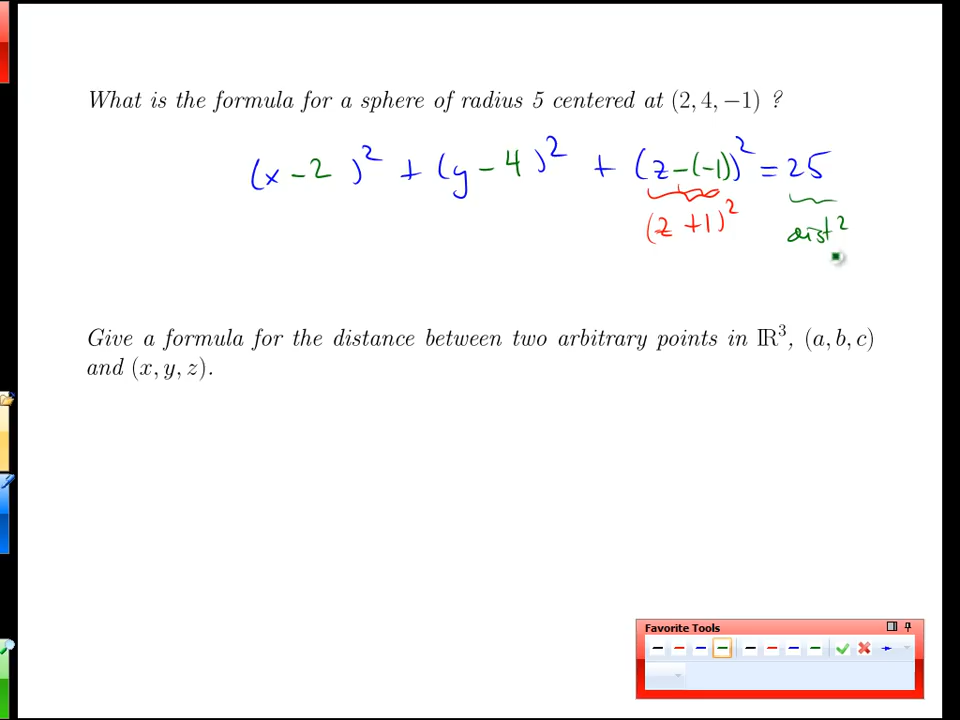 What is the formula for a sphere of radius 5 centered at (2, 4, −1) ?
(x − 2 )² + (y − 4 )² + (z − (−1))² = 25
(z + 1)² dist²
Give a formula for the distance between two arbitrary points in ℝ³, (a, b, c)
and (x, y, z).
Favorite Tools